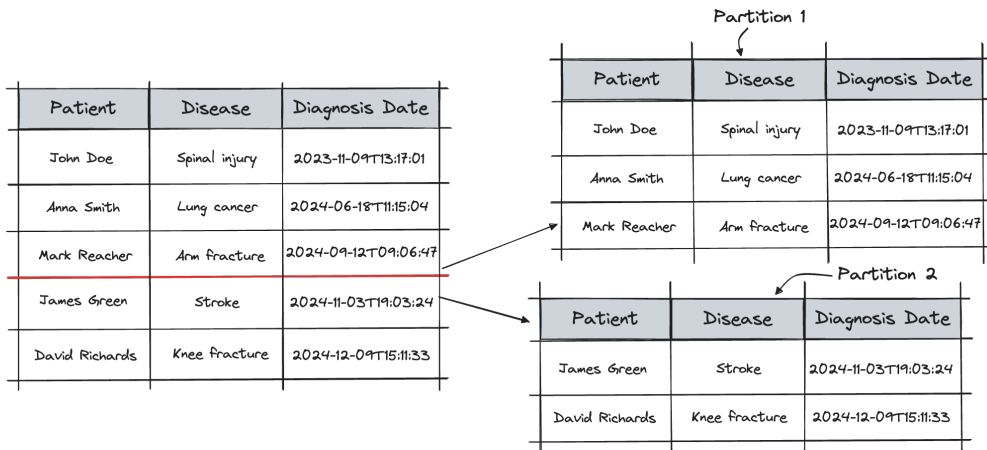 Patient Disease Diagnosis Date
John Doe Spinal injury 2023-11-09T13:17:01
Anna Smith Lung cancer 2024-06-18T11:15:04
Mark Reacher Arm fracture 2024-09-12T09:06:47
James Green Stroke 2024-11-03T19:03:24
David Richards Knee fracture 2024-12-09T15:11:33
Partition 1
Patient Disease Diagnosis Date
John Doe Spinal injury 2023-11-09T13:17:01
Anna Smith Lung cancer 2024-06-18T11:15:04
Mark Reacher Arm fracture 2024-09-12T09:06:47
Partition 2
Patient Disease Diagnosis Date
James Green Stroke 2024-11-03T19:03:24
David Richards Knee fracture 2024-12-09T15:11:33